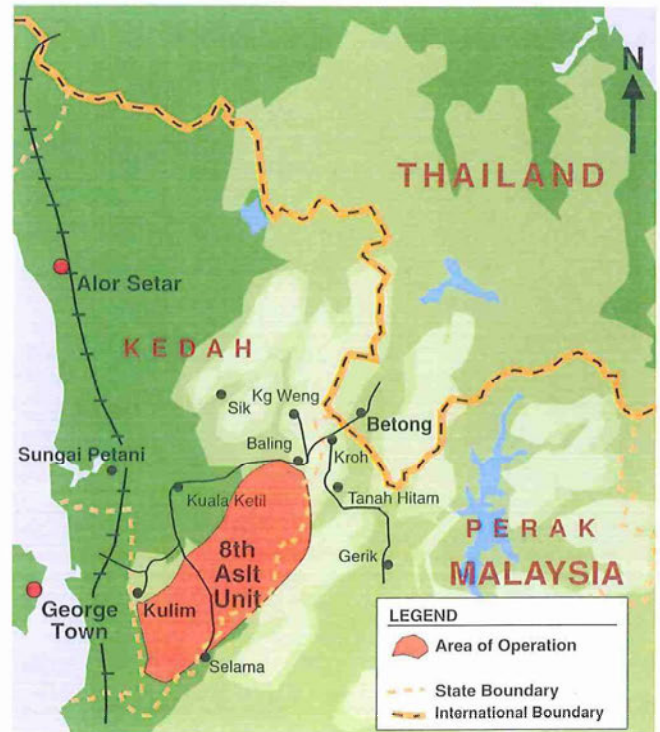 N
THAILAND
Alor Setar
KEDAH
Sik
Kg Weng
Betong
Baling
Kroh
Sungai Petani
Kuala Ketil
Tanah Hitam
PERAK
MALAYSIA
8th
Aslt
Unit
Gerik
George
Town
Kulim
Selama
LEGEND
Area of Operation
State Boundary
International Boundary